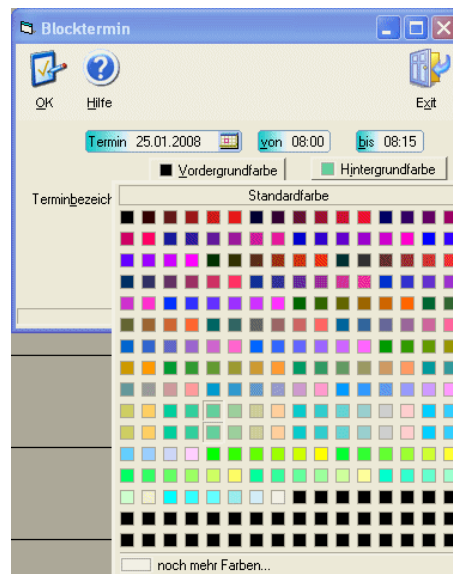 Blocktermin
OK Hilfe Exit
Termin 25.01.2008 von 08:00 bis 08:15
Vordergrundfarbe Hintergrundfarbe
Terminbezeich
Standardfarbe
noch mehr Farben...